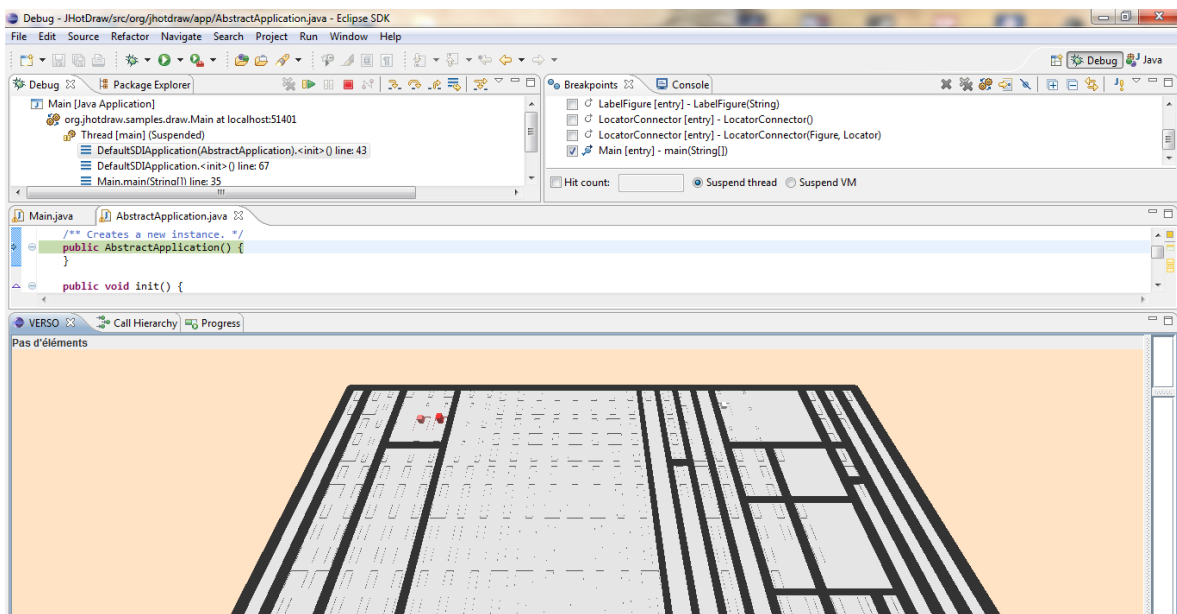 Debug - JHotDraw/src/org/jhotdraw/app/AbstractApplication.java - Eclipse SDK
File Edit Source Refactor Navigate Search Project Run Window Help
Debug Java
Debug Package Explorer
Main [Java Application]
org.jhotdraw.samples.draw.Main at localhost:51401
Thread [main] (Suspended)
DefaultSDIApplication(AbstractApplication).<init>() line: 43
DefaultSDIApplication.<init>() line: 67
Main.main(String[]) line: 35
Breakpoints Console
LabelFigure [entry] - LabelFigure(String)
LocatorConnector [entry] - LocatorConnector()
LocatorConnector [entry] - LocatorConnector(Figure, Locator)
Main [entry] - main(String[])
Hit count: Suspend thread Suspend VM
Main.java AbstractApplication.java
/** Creates a new instance. */
public AbstractApplication() {
}
public void init() {
VERSO Call Hierarchy Progress
Pas d'éléments